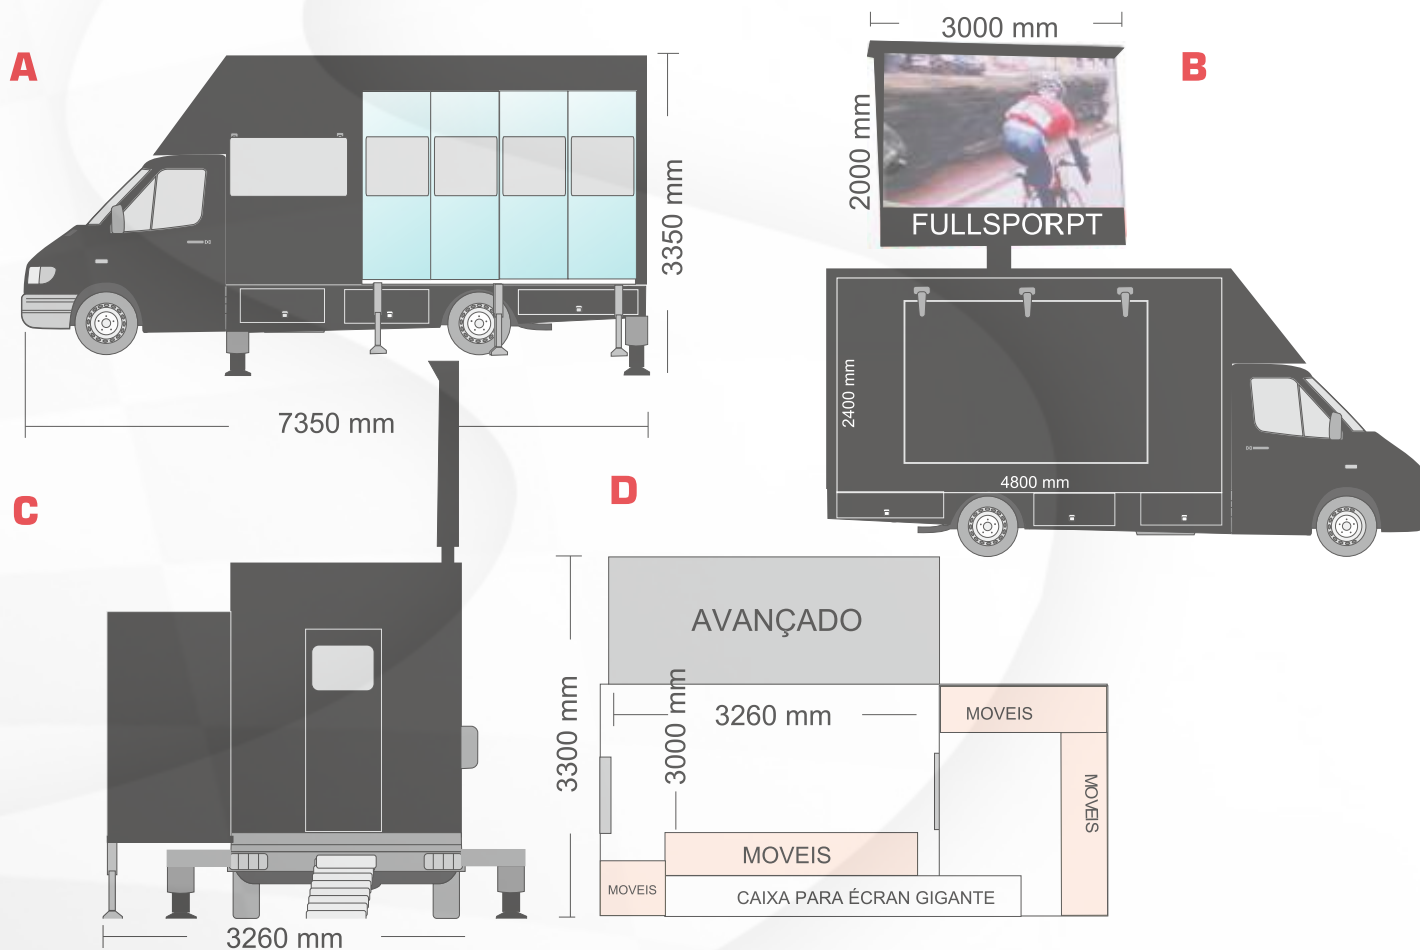 A
3350 mm
7350 mm
3000 mm
B
2000 mm
FULLSPORTRPT
2400 mm
4800 mm
C
3260 mm
D
AVANÇADO
3300 mm
3000 mm
3260 mm
MOVEIS
MOVEIS
MOVEIS
MOVEIS
CAIXA PARA ÉCRAN GIGANTE